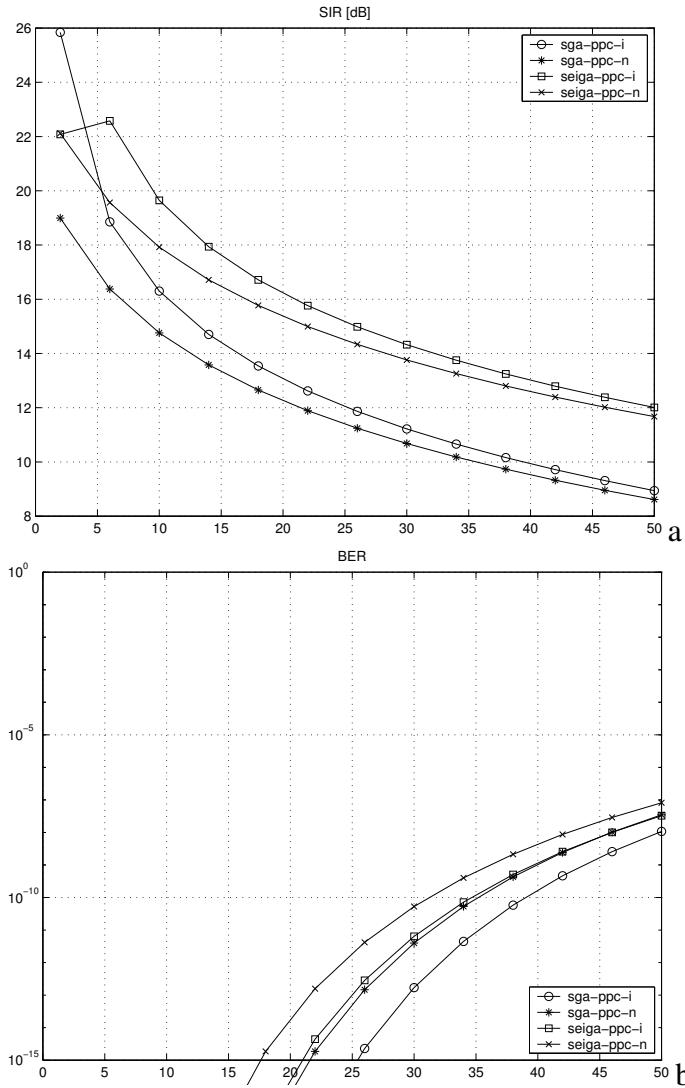 SIR [dB]
26
24
22
20
18
16
14
12
10
8
sga-ppc-i
sga-ppc-n
seiga-ppc-i
seiga-ppc-n
0 5 10 15 20 25 30 35 40 45 50
a
BER
10^0
10^-5
10^-10
10^-15
sga-ppc-i
sga-ppc-n
seiga-ppc-i
seiga-ppc-n
0 5 10 15 20 25 30 35 40 45 50
b